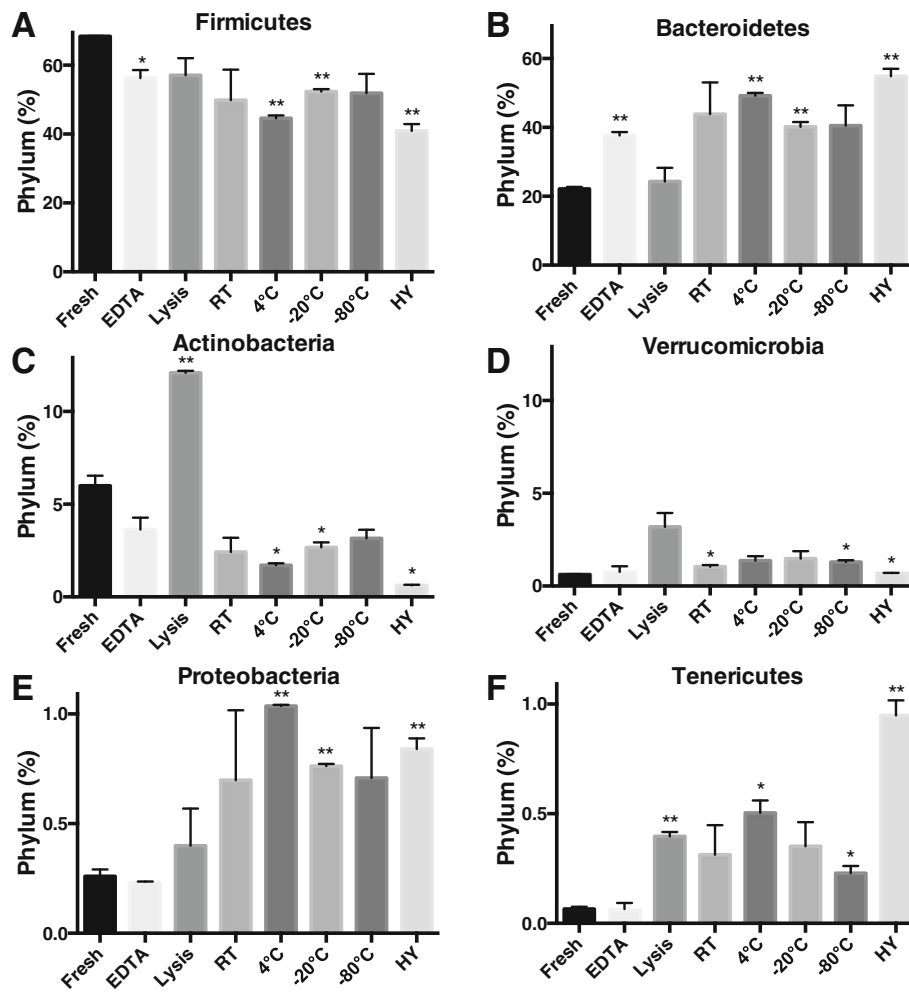 A
Firmicutes
Phylum (%)
60
40
20
0
**
*
**
**
Fresh
EDTA
Lysis
RT
4°C
-20°C
-80°C
HY
B
Bacteroidetes
Phylum (%)
60
40
20
0
**
**
**
**
Fresh
EDTA
Lysis
RT
4°C
-20°C
-80°C
HY
C
Actinobacteria
Phylum (%)
10
5
0
**
*
*
*
Fresh
EDTA
Lysis
RT
4°C
-20°C
-80°C
HY
D
Verrucomicrobia
Phylum (%)
10
5
0
*
*
*
Fresh
EDTA
Lysis
RT
4°C
-20°C
-80°C
HY
E
Proteobacteria
Phylum (%)
1.0
0.5
0.0
**
**
**
Fresh
EDTA
Lysis
RT
4°C
-20°C
-80°C
HY
F
Tenericutes
Phylum (%)
1.0
0.5
0.0
**
*
*
**
Fresh
EDTA
Lysis
RT
4°C
-20°C
-80°C
HY